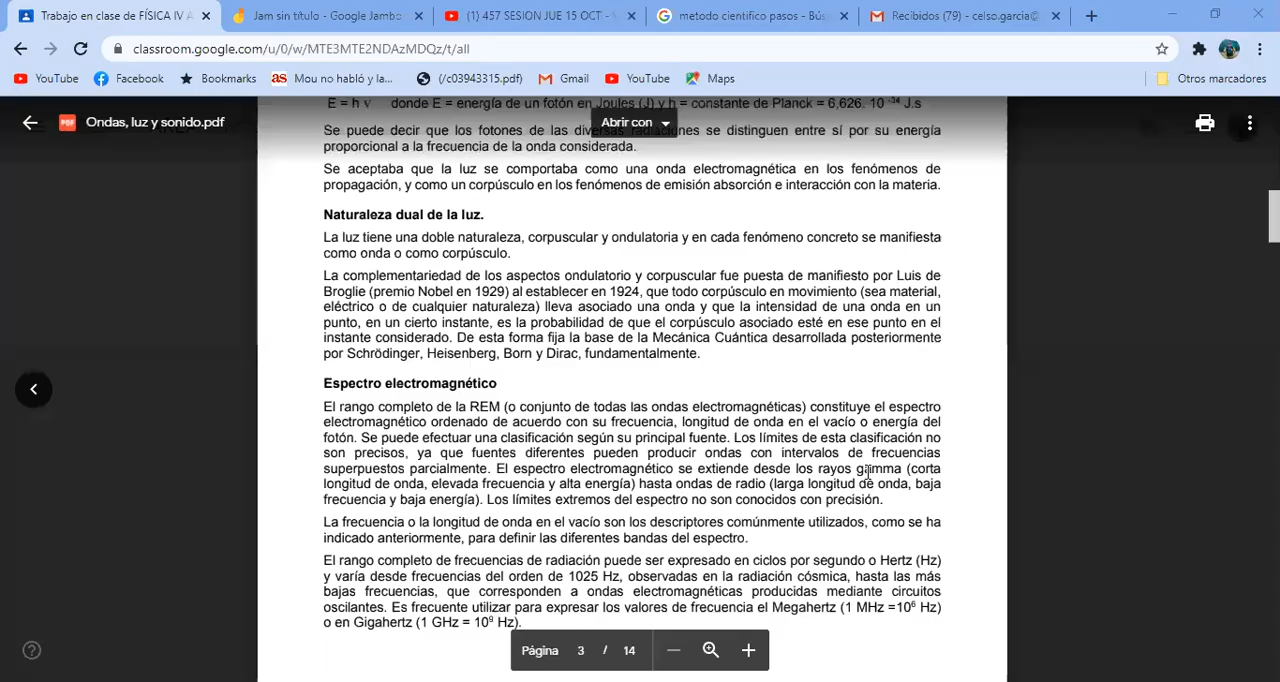 Trabajo en clase de FÍSICA IV A
Jam sin título - Google Jambo
(1) 457 SESION JUE 15 OCT - 
metodo cientifico pasos - Bús
Recibidos (79) - celso.garcia@
classroom.google.com/u/0/w/MTE3MTE2NDAzMDQz/t/all
YouTube
Facebook
Bookmarks
as Mou no habló y la...
(/c03943315.pdf)
Gmail
YouTube
Maps
Otros marcadores
E = h γ donde E = energía de un fotón en Joules (J) y h = constante de Planck = 6,626. 10 -34 J.s
PDF Ondas, luz y sonido.pdf
Abrir con
Se puede decir que los fotones de las diversas radiaciones se distinguen entre sí por su energía
proporcional a la frecuencia de la onda considerada.
Se aceptaba que la luz se comportaba como una onda electromagnética en los fenómenos de
propagación, y como un corpúsculo en los fenómenos de emisión absorción e interacción con la materia.
Naturaleza dual de la luz.
La luz tiene una doble naturaleza, corpuscular y ondulatoria y en cada fenómeno concreto se manifiesta
como onda o como corpúsculo.
La complementariedad de los aspectos ondulatorio y corpuscular fue puesta de manifiesto por Luis de
Broglie (premio Nobel en 1929) al establecer en 1924, que todo corpúsculo en movimiento (sea material,
eléctrico o de cualquier naturaleza) lleva asociado una onda y que la intensidad de una onda en un
punto, en un cierto instante, es la probabilidad de que el corpúsculo asociado esté en ese punto en el
instante considerado. De esta forma fija la base de la Mecánica Cuántica desarrollada posteriormente
por Schrödinger, Heisenberg, Born y Dirac, fundamentalmente.
Espectro electromagnético
El rango completo de la REM (o conjunto de todas las ondas electromagnéticas) constituye el espectro
electromagnético ordenado de acuerdo con su frecuencia, longitud de onda en el vacío o energía del
fotón. Se puede efectuar una clasificación según su principal fuente. Los límites de esta clasificación no
son precisos, ya que fuentes diferentes pueden producir ondas con intervalos de frecuencias
superpuestos parcialmente. El espectro electromagnético se extiende desde los rayos gamma (corta
longitud de onda, elevada frecuencia y alta energía) hasta ondas de radio (larga longitud de onda, baja
frecuencia y baja energía). Los límites extremos del espectro no son conocidos con precisión.
La frecuencia o la longitud de onda en el vacío son los descriptores comúnmente utilizados, como se ha
indicado anteriormente, para definir las diferentes bandas del espectro.
El rango completo de frecuencias de radiación puede ser expresado en ciclos por segundo o Hertz (Hz)
y varía desde frecuencias del orden de 1025 Hz, observadas en la radiación cósmica, hasta las más
bajas frecuencias, que corresponden a ondas electromagnéticas producidas mediante circuitos
oscilantes. Es frecuente utilizar para expresar los valores de frecuencia el Megahertz (1 MHz =10⁶ Hz)
o en Gigahertz (1 GHz = 10⁹ Hz).
Página 3 / 14